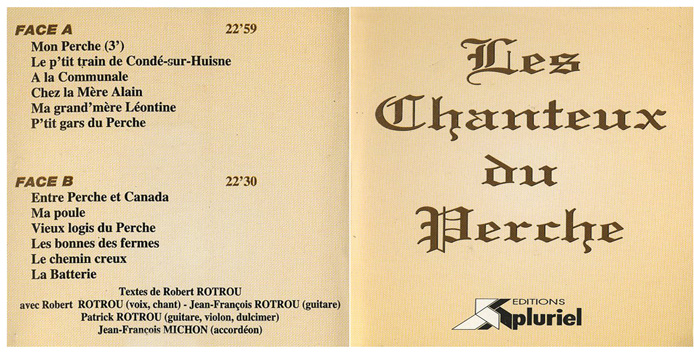 FACE A 22'59
Mon Perche (3')
Le p'tit train de Condé-sur-Huisne
A la Communale
Chez la Mère Alain
Ma grand'mère Léontine
P'tit gars du Perche
FACE B 22'30
Entre Perche et Canada
Ma poule
Vieux logis du Perche
Les bonnes des fermes
Le chemin creux
La Batterie
Textes de Robert ROTROU
avec Robert ROTROU (voix, chant) - Jean-François ROTROU (guitare)
Patrick ROTROU (guitare, violon, dulcimer)
Jean-François MICHON (accordéon)
Les
Chanteux
du
Perche
EDITIONS
pluriel